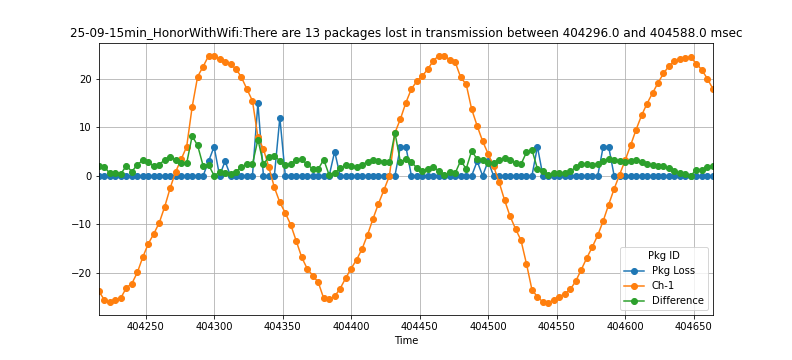 25-09-15min_HonorWithWifi:There are 13 packages lost in transmission between 404296.0 and 404588.0 msec
20
10
0
−10
−20
404250 404300 404350 404400 404450 404500 404550 404600 404650
Time
Pkg ID
Pkg Loss
Ch-1
Difference